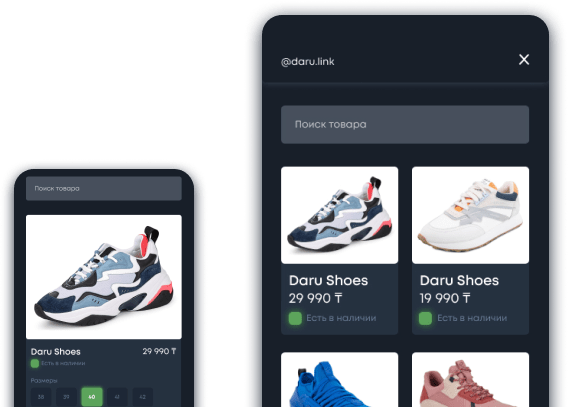 Поиск товара
Daru Shoes
29 990 ₸
Есть в наличии
Размеры
38
39
40
41
42
@daru.link
Поиск товара
Daru Shoes
29 990 ₸
Есть в наличии
Daru Shoes
19 990 ₸
Есть в наличии